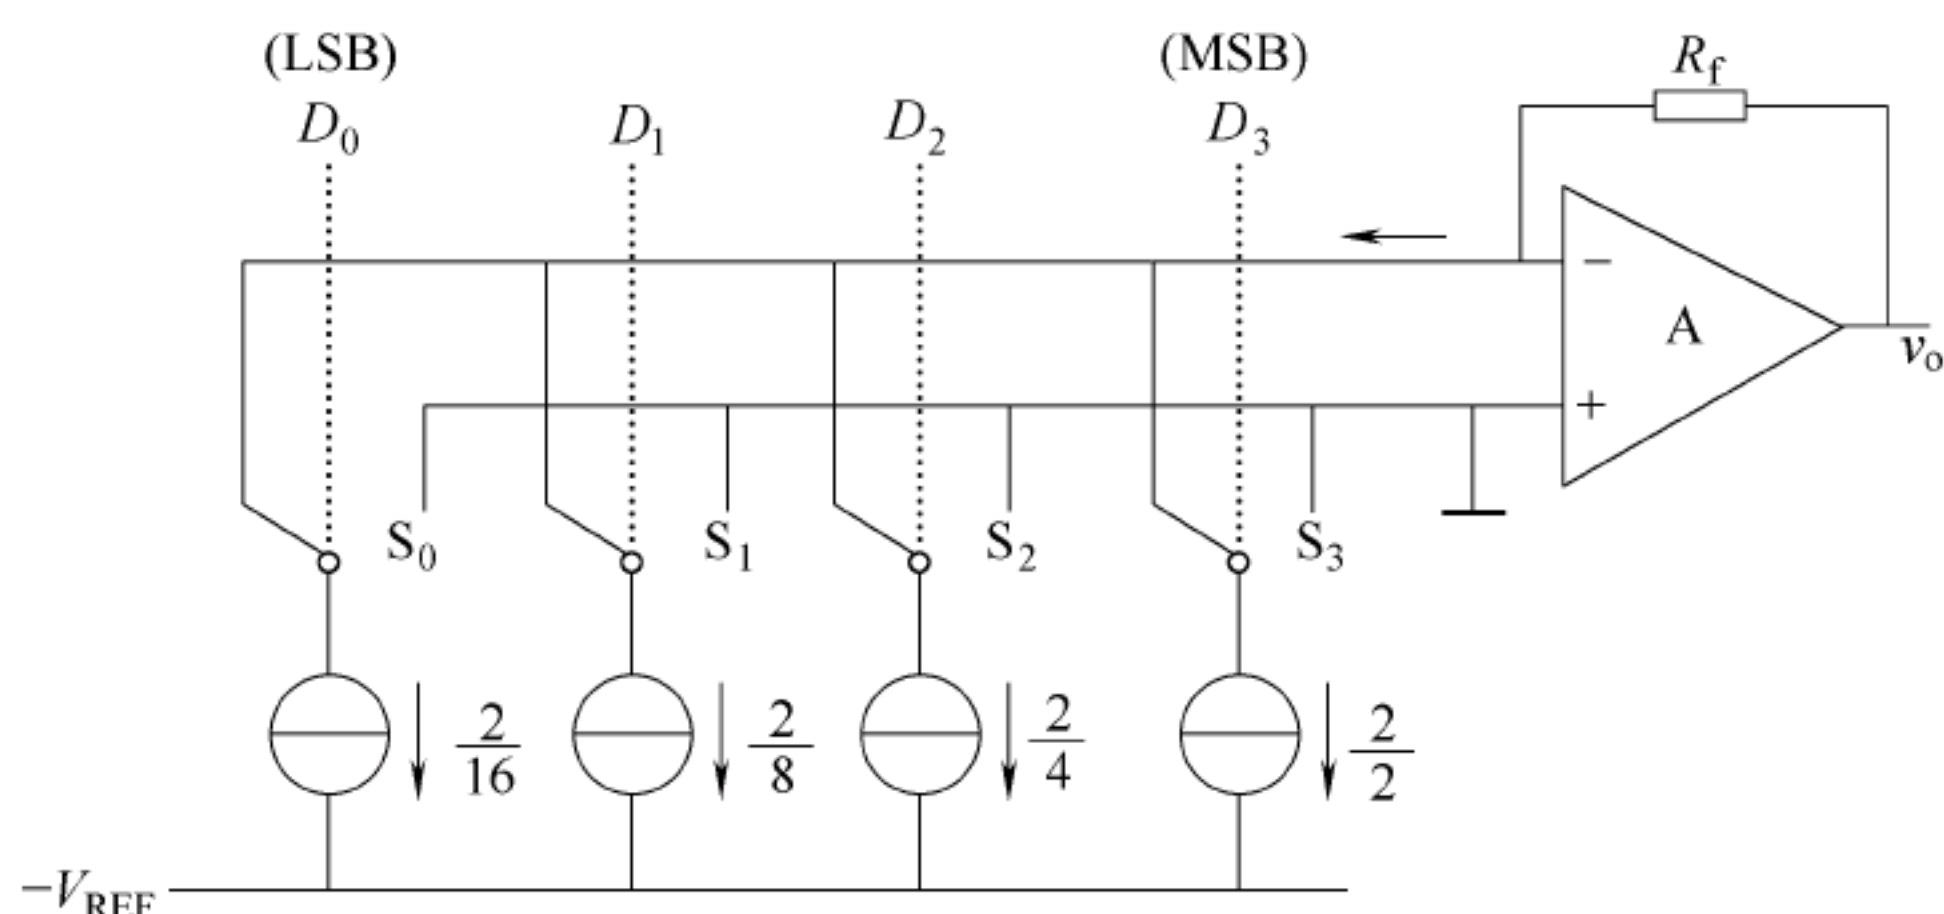 (LSB) (MSB) R_f
D_0 D_1 D_2 D_3
−
A
v_o
+
S_0 S_1 S_2 S_3
2/16 2/8 2/4 2/2
−V_REF